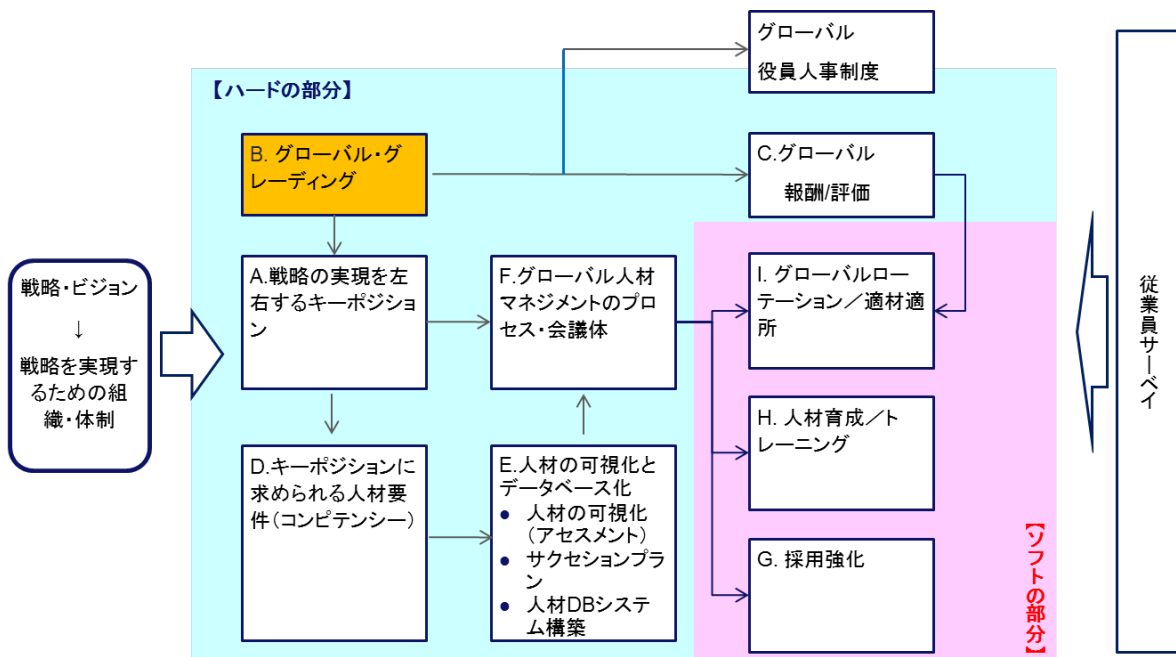 グローバル
役員人事制度
【ハードの部分】
B. グローバル・グ
レーディング
C.グローバル
報酬/評価
戦略・ビジョン
↓
戦略を実現す
るための組
織・体制
A.戦略の実現を左
右するキーポジショ
ン
F.グローバル人材
マネジメントのプロ
セス・会議体
I. グローバルロー
テーション／適材適
所
H. 人材育成／ト
レーニング
D.キーポジションに
求められる人材要
件（コンピテンシー）
E.人材の可視化と
データベース化
● 人材の可視化
（アセスメント）
● サクセションプラ
ン
● 人材DBシステ
ム構築
G. 採用強化
【ソフトの部分】
従業員サーベイ